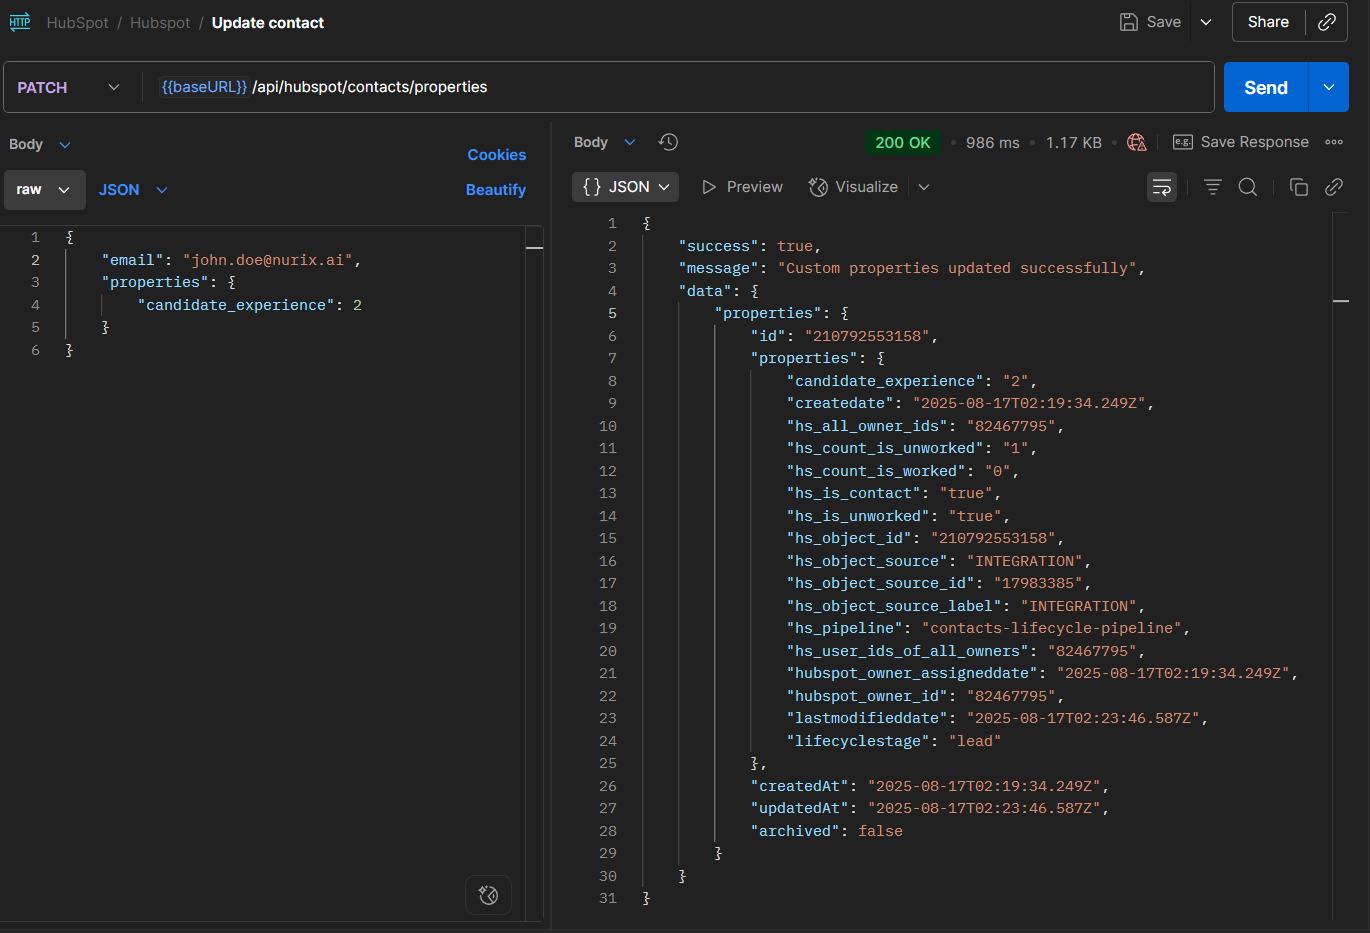 HTTP HubSpot / Hubspot / Update contact Save Share
PATCH {{baseURL}}/api/hubspot/contacts/properties Send
Body
Cookies
raw JSON Beautify
1 {
2 "email": "john.doe@nurix.ai",
3 "properties": {
4 "candidate_experience": 2
5 }
6 }
Body 200 OK • 986 ms • 1.17 KB • e.g. Save Response
{} JSON Preview Visualize
1 {
2 "success": true,
3 "message": "Custom properties updated successfully",
4 "data": {
5 "properties": {
6 "id": "210792553158",
7 "properties": {
8 "candidate_experience": "2",
9 "createdate": "2025-08-17T02:19:34.249Z",
10 "hs_all_owner_ids": "82467795",
11 "hs_count_is_unworked": "1",
12 "hs_count_is_worked": "0",
13 "hs_is_contact": "true",
14 "hs_is_unworked": "true",
15 "hs_object_id": "210792553158",
16 "hs_object_source": "INTEGRATION",
17 "hs_object_source_id": "17983385",
18 "hs_object_source_label": "INTEGRATION",
19 "hs_pipeline": "contacts-lifecycle-pipeline",
20 "hs_user_ids_of_all_owners": "82467795",
21 "hubspot_owner_assigneddate": "2025-08-17T02:19:34.249Z",
22 "hubspot_owner_id": "82467795",
23 "lastmodifieddate": "2025-08-17T02:23:46.587Z",
24 "lifecyclestage": "lead"
25 },
26 "createdAt": "2025-08-17T02:19:34.249Z",
27 "updatedAt": "2025-08-17T02:23:46.587Z",
28 "archived": false
29 }
30 }
31 }